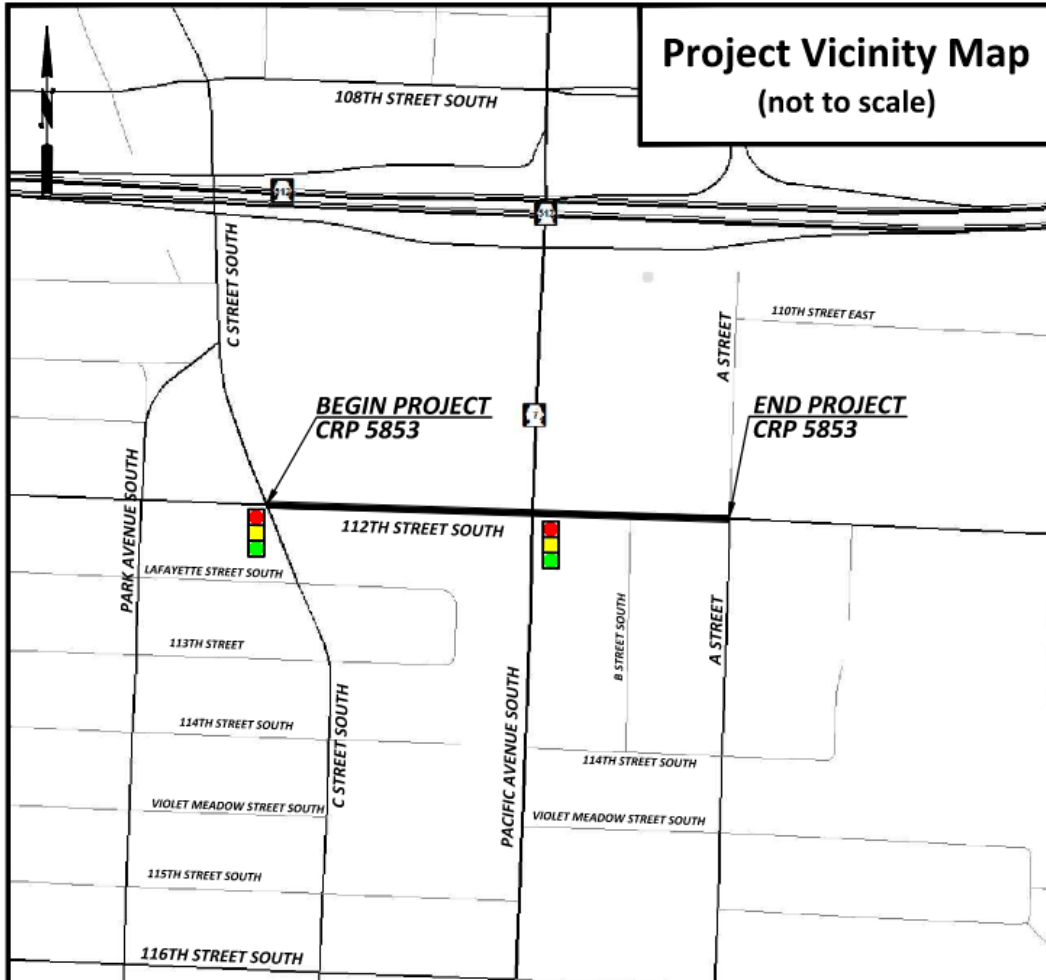 Project Vicinity Map
(not to scale)
N
108TH STREET SOUTH
512
512
C STREET SOUTH
110TH STREET EAST
A STREET
7
BEGIN PROJECT
CRP 5853
END PROJECT
CRP 5853
PARK AVENUE SOUTH
112TH STREET SOUTH
LAFAYETTE STREET SOUTH
B STREET SOUTH
A STREET
113TH STREET
PACIFIC AVENUE SOUTH
C STREET SOUTH
114TH STREET SOUTH
114TH STREET SOUTH
VIOLET MEADOW STREET SOUTH
VIOLET MEADOW STREET SOUTH
115TH STREET SOUTH
116TH STREET SOUTH